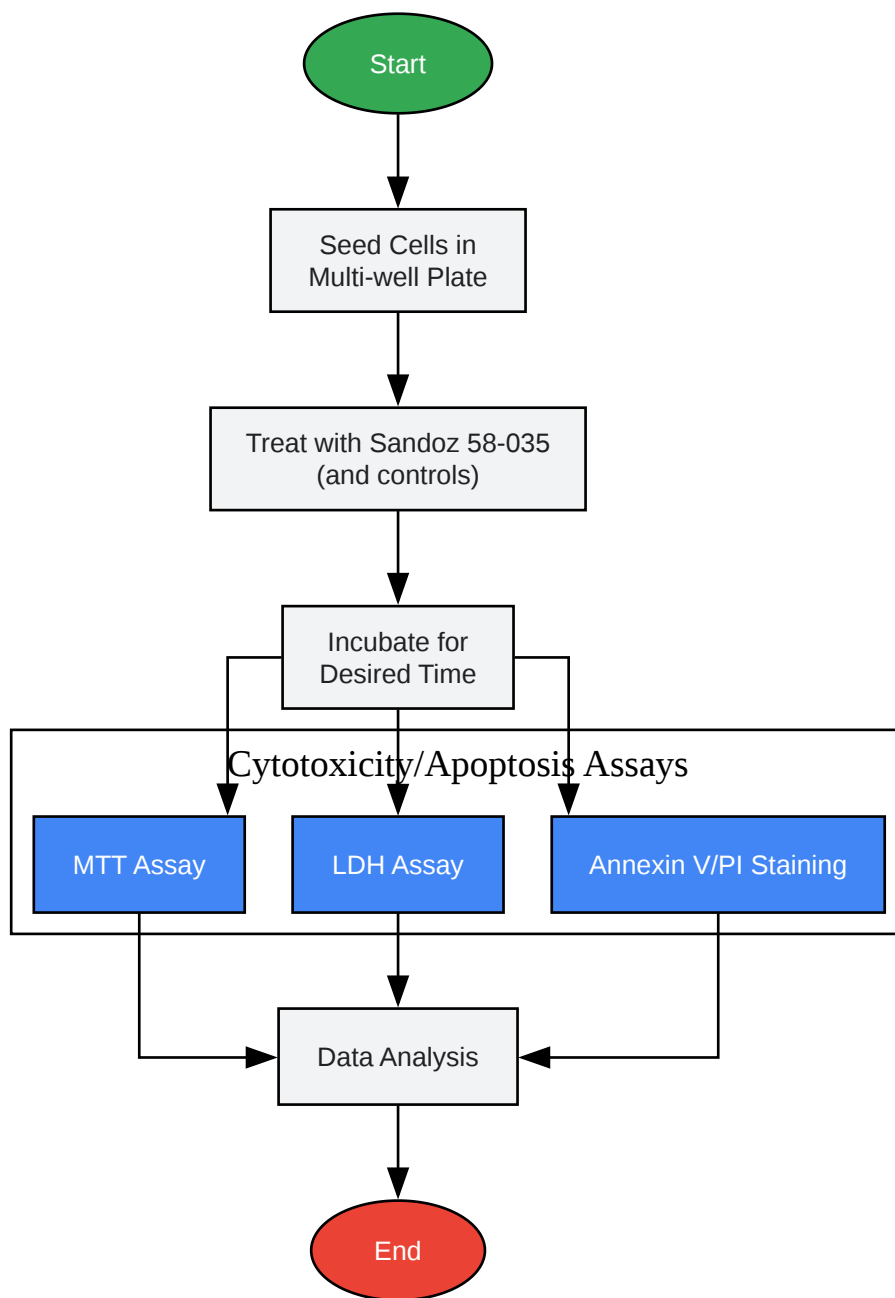 Start
Seed Cells in
Multi-well Plate
Treat with Sandoz 58-035
(and controls)
Incubate for
Desired Time
Cytotoxicity/Apoptosis Assays
MTT Assay
LDH Assay
Annexin V/PI Staining
Data Analysis
End